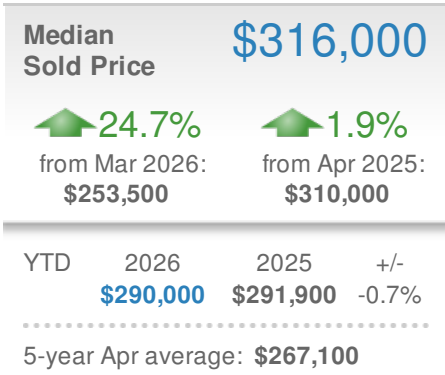 Median
Sold Price
$316,000
24.7%
from Mar 2026:
$253,500
1.9%
from Apr 2025:
$310,000
YTD 2026 2025 +/-
$290,000 $291,900 -0.7%
5-year Apr average: $267,100